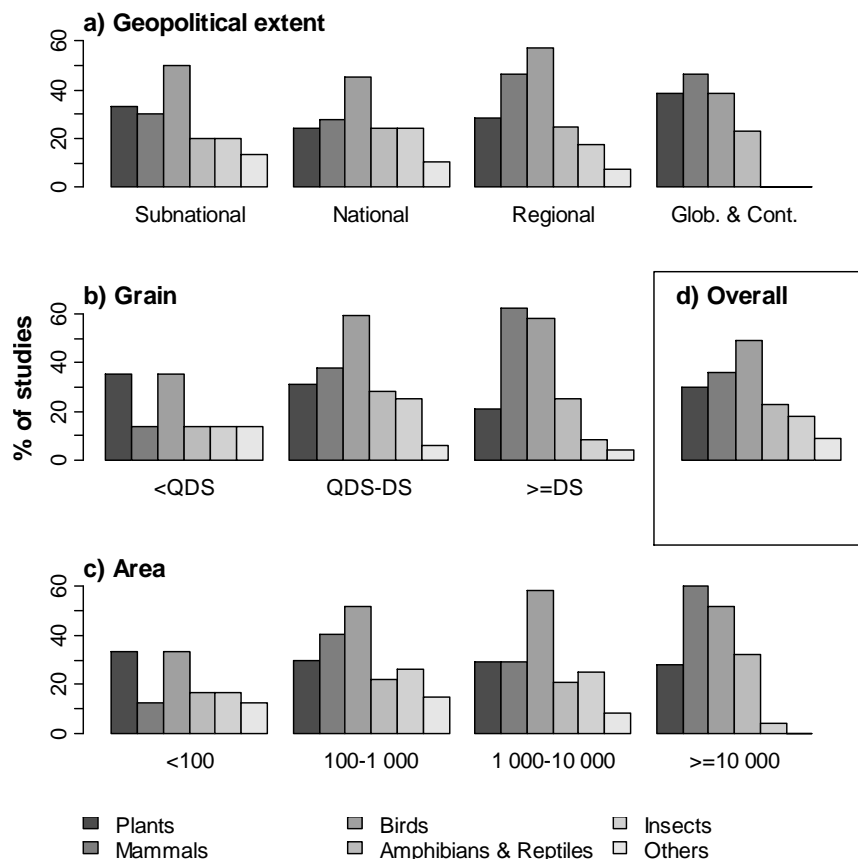 a) Geopolitical extent
0 20 40 60
Subnational National Regional Glob. & Cont.
% of studies
b) Grain
0 20 40 60
<QDS QDS-DS >=DS
d) Overall
c) Area
0 20 40 60
<100 100-1 000 1 000-10 000 >=10 000
Plants Birds Insects
Mammals Amphibians & Reptiles Others